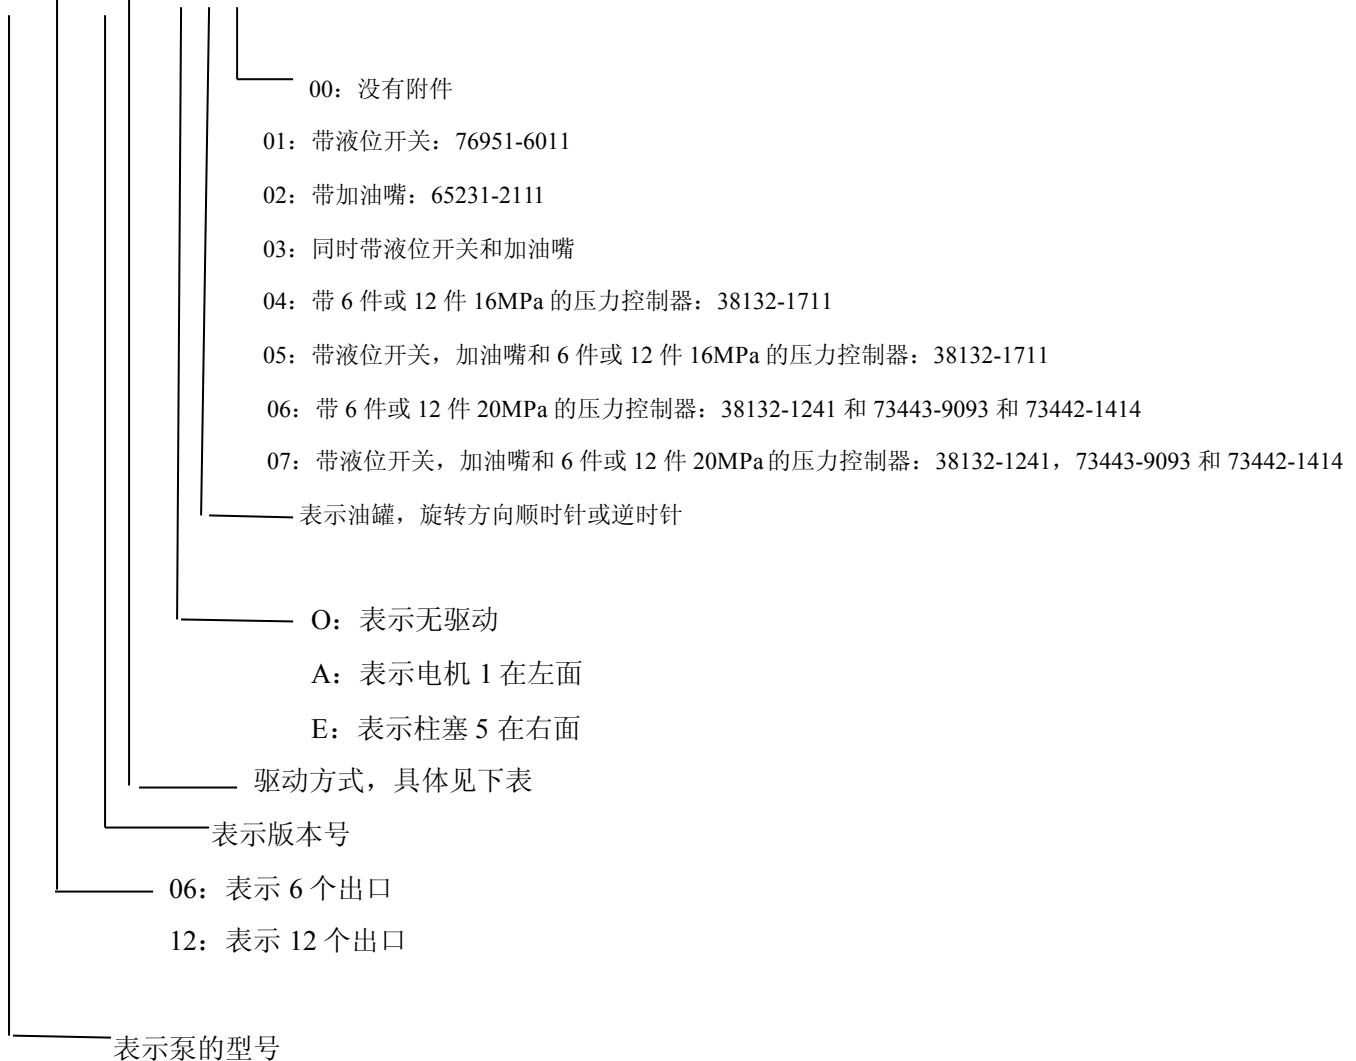 00：没有附件
01：带液位开关：76951-6011
02：带加油嘴：65231-2111
03：同时带液位开关和加油嘴
04：带 6 件或 12 件 16MPa 的压力控制器：38132-1711
05：带液位开关，加油嘴和 6 件或 12 件 16MPa 的压力控制器：38132-1711
06：带 6 件或 12 件 20MPa 的压力控制器：38132-1241 和 73443-9093 和 73442-1414
07：带液位开关，加油嘴和 6 件或 12 件 20MPa 的压力控制器：38132-1241，73443-9093 和 73442-1414
表示油罐，旋转方向顺时针或逆时针
O：表示无驱动
A：表示电机 1 在左面
E：表示柱塞 5 在右面
驱动方式，具体见下表
表示版本号
06：表示 6 个出口
12：表示 12 个出口
表示泵的型号